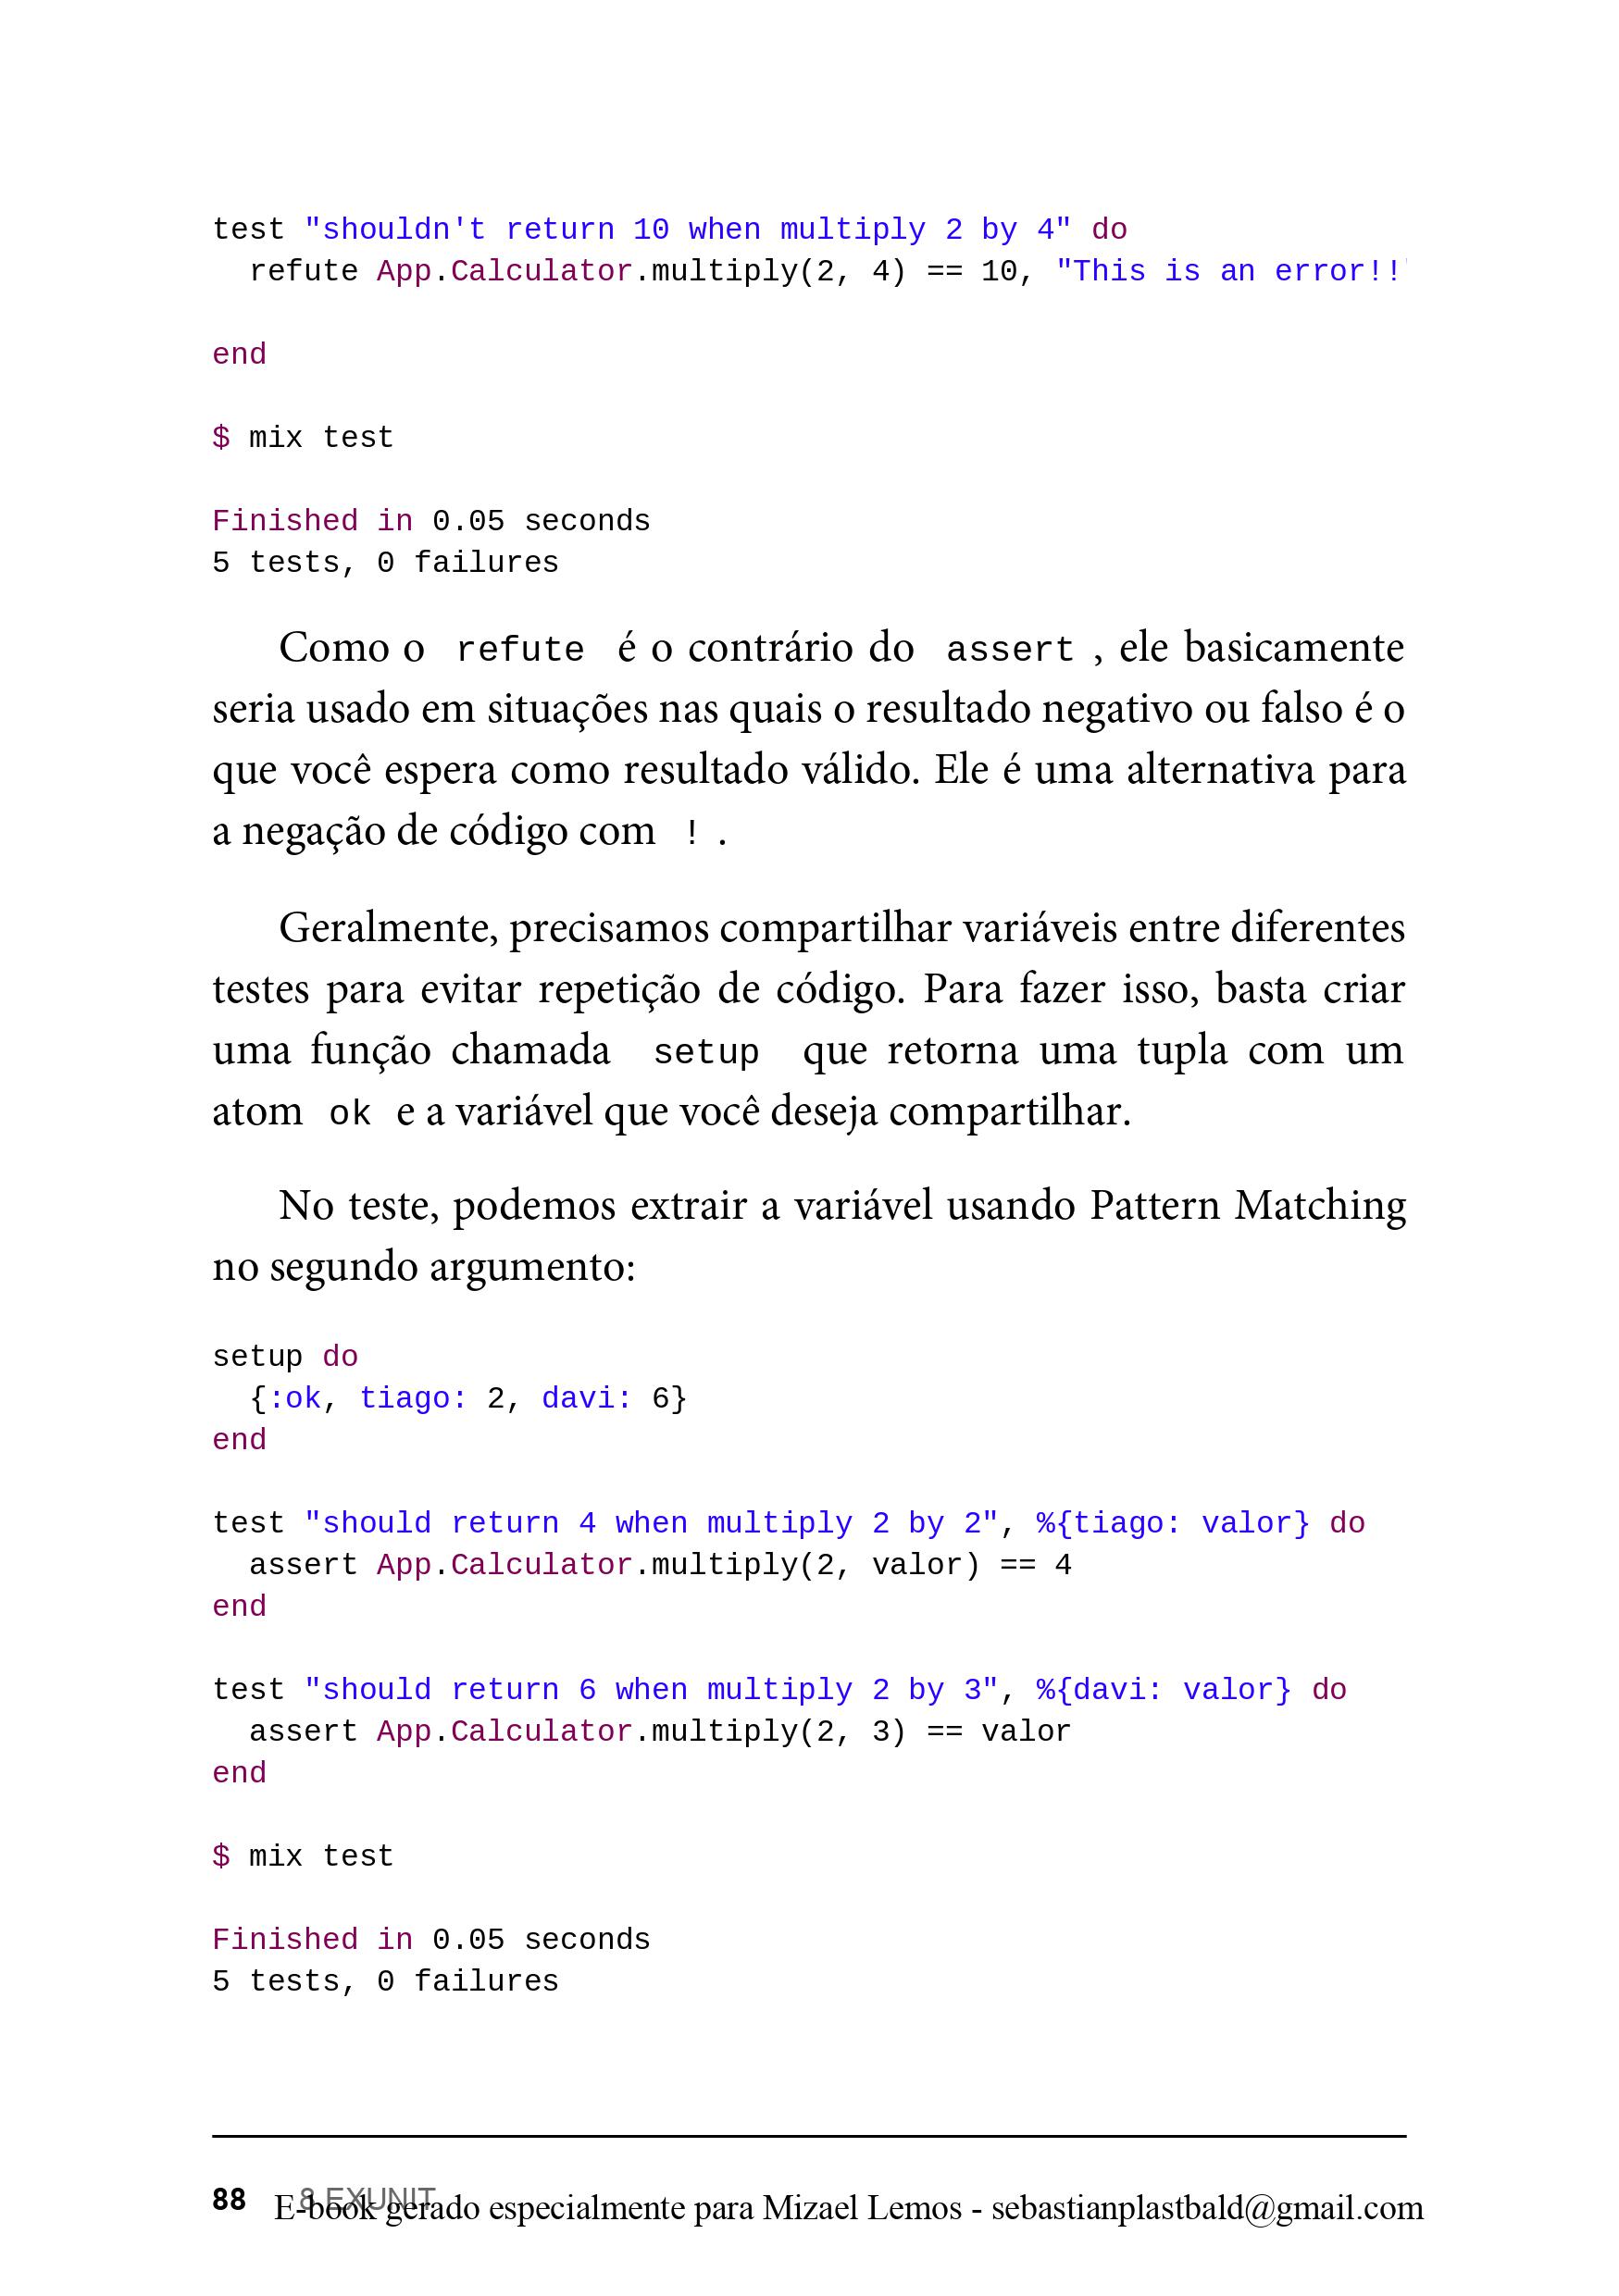 test "shouldn't return 10 when multiply 2 by 4" do
  refute App.Calculator.multiply(2, 4) == 10, "This is an error!!"
end
$ mix test
Finished in 0.05 seconds
5 tests, 0 failures
Como o refute é o contrário do assert , ele basicamente
seria usado em situações nas quais o resultado negativo ou falso é o
que você espera como resultado válido. Ele é uma alternativa para
a negação de código com ! .
Geralmente, precisamos compartilhar variáveis entre diferentes
testes para evitar repetição de código. Para fazer isso, basta criar
uma função chamada setup que retorna uma tupla com um
atom ok e a variável que você deseja compartilhar.
No teste, podemos extrair a variável usando Pattern Matching
no segundo argumento:
setup do
  {:ok, tiago: 2, davi: 6}
end
test "should return 4 when multiply 2 by 2", %{tiago: valor} do
  assert App.Calculator.multiply(2, valor) == 4
end
test "should return 6 when multiply 2 by 3", %{davi: valor} do
  assert App.Calculator.multiply(2, 3) == valor
end
$ mix test
Finished in 0.05 seconds
5 tests, 0 failures
88 8 EXUNIT
E-book gerado especialmente para Mizael Lemos - sebastianplastbald@gmail.com